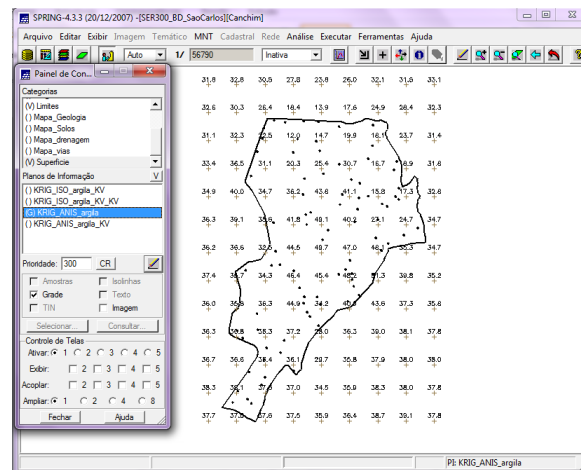 SPRING-4.3.3 (20/12/2007) -[SER300_BD_SaoCarlos][Canchim]
Arquivo Editar Exibir Imagem Temático MNT Cadastral Rede Análise Executar Ferramentas Ajuda
Auto 1/ 56790 Inativa
Painel de Con...
Categorias
(V) Limites
() Mapa_Geologia
() Mapa_Solos
() Mapa_drenagem
() Mapa_vias
(V) Superficie
Planos de Informação V
() KRIG_ISO_argila_KV
() KRIG_ISO_argila_KV_KV
(G) KRIG_ANIS_argila
() KRIG_ANIS_argila_KV
Prioridade: 300 CR
Amostras Isolinhas
Grade Texto
TIN Imagem
Selecionar... Consultar...
Controle de Telas
Ativar: 1 2 3 4 5
Exibir: 2 3 4 5
Acoplar: 2 3 4 5
Ampliar: 1 2 4 8
Fechar Ajuda
31.8 32.8 30.5 27.8 23.8 26.0 32.1 31.6 33.1
32.6 30.3 26.4 18.4 13.9 17.6 24.9 28.4 32.3
31.1 32.3 12.0 14.7 19.9 18.1 23.7 31.4
33.4 36.5 31.1 20.3 25.4 30.7 16.7 31.8
34.9 40.0 34.7 36.2 43.6 41.1 15.8 17.3 32.6
36.3 39.1 41.8 49.1 40.2 24.7 34.7
36.2 36.6 44.5 49.7 47.0 34.7
37.4 34.3 46.4 45.4 39.8 35.2
36.0 36.3 44.9 34.2 43.6 37.3 35.6
36.3 37.2 36.3 39.0 38.1 37.8
36.7 36.6 36.1 29.7 35.8 37.9 38.0 38.0
38.3 37.0 34.5 35.9 38.3 38.0 37.8
37.7 37.6 37.5 35.9 36.4 38.7 39.1 37.8
PI: KRIG_ANIS_argila